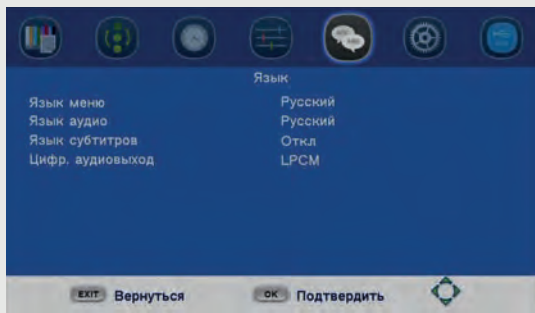 Язык
Язык меню Русский
Язык аудио Русский
Язык субтитров Откл
Цифр. аудиовыход LPCM
EXIT Вернуться OK Подтвердить